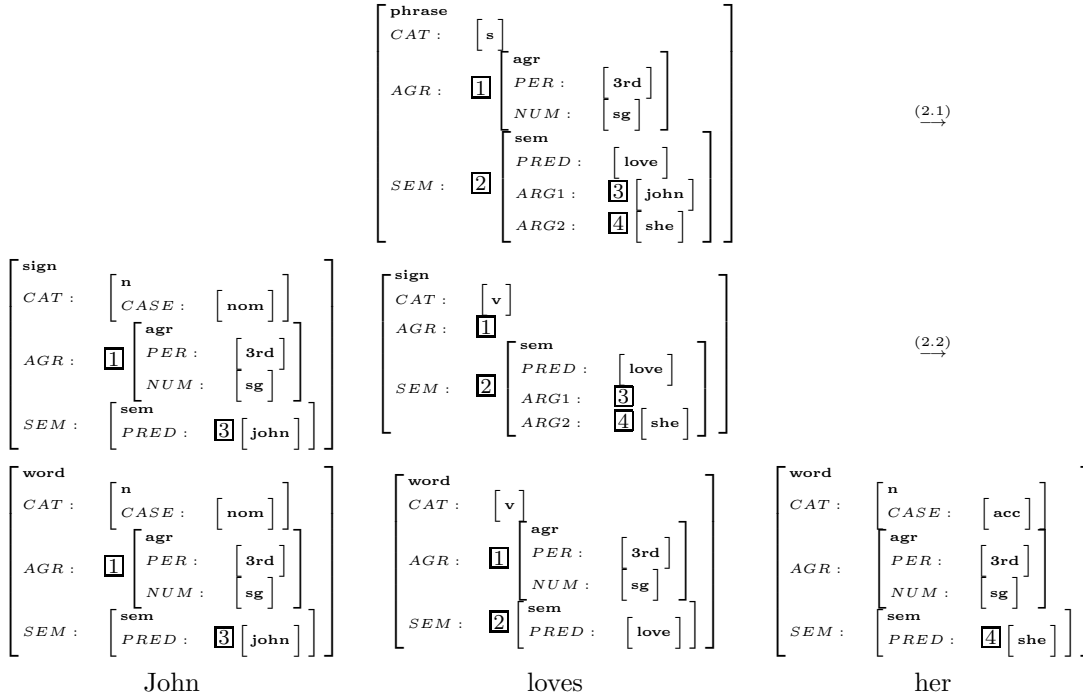 phrase
CAT : [ s ]
AGR : 1 [ agr
PER : [ 3rd ]
NUM : [ sg ] ]
SEM : 2 [ sem
PRED : [ love ]
ARG1 : 3 [ john ]
ARG2 : 4 [ she ] ]
(2.1)
→
sign
CAT : [ n
CASE : [ nom ] ]
AGR : 1 [ agr
PER : [ 3rd ]
NUM : [ sg ] ]
SEM : [ sem
PRED : 3 [ john ] ]
sign
CAT : [ v ]
AGR : 1
SEM : 2 [ sem
PRED : [ love ]
ARG1 : 3
ARG2 : 4 [ she ] ]
(2.2)
→
word
CAT : [ n
CASE : [ nom ] ]
AGR : 1 [ agr
PER : [ 3rd ]
NUM : [ sg ] ]
SEM : [ sem
PRED : 3 [ john ] ]
word
CAT : [ v ]
AGR : 1 [ agr
PER : [ 3rd ]
NUM : [ sg ] ]
SEM : 2 [ sem
PRED : [ love ] ]
word
CAT : [ n
CASE : [ acc ] ]
AGR : [ agr
PER : [ 3rd ]
NUM : [ sg ] ]
SEM : [ sem
PRED : 4 [ she ] ]
John loves her